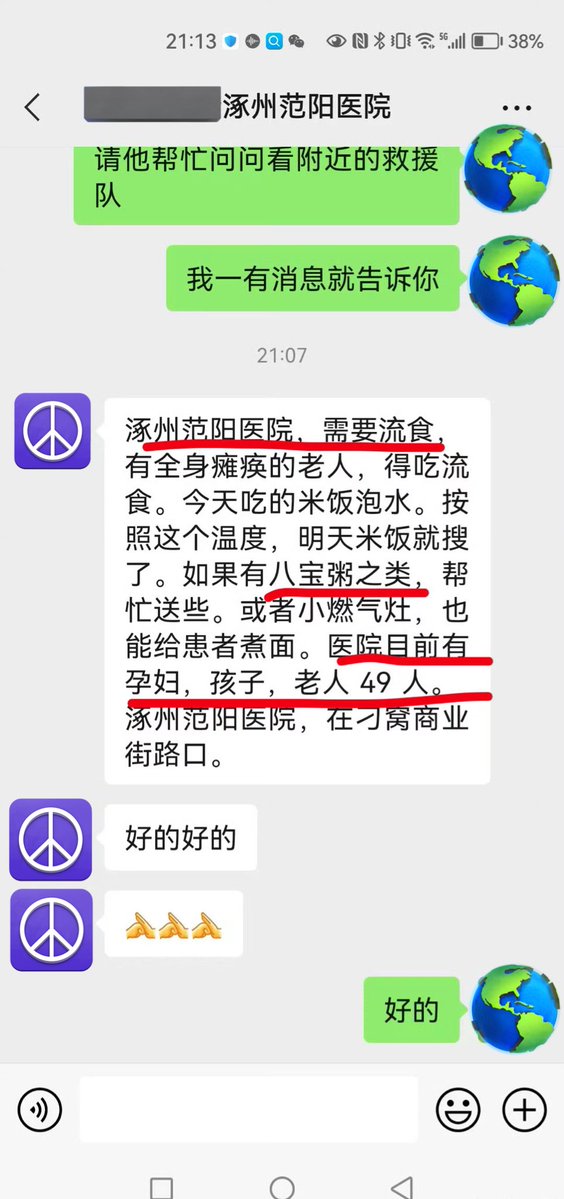 21:13
5G
38%
涿州范阳医院
请他帮忙问问看附近的救援
队
我一有消息就告诉你
21:07
涿州范阳医院，需要流食，
有全身瘫痪的老人，得吃流
食。今天吃的米饭泡水。按
照这个温度，明天米饭就搜
了。如果有八宝粥之类，帮
忙送些。或者小燃气灶，也
能给患者煮面。医院目前有
孕妇，孩子，老人 49 人。
涿州范阳医院，在刁窝商业
街路口。
好的好的
🙏🙏🙏
好的